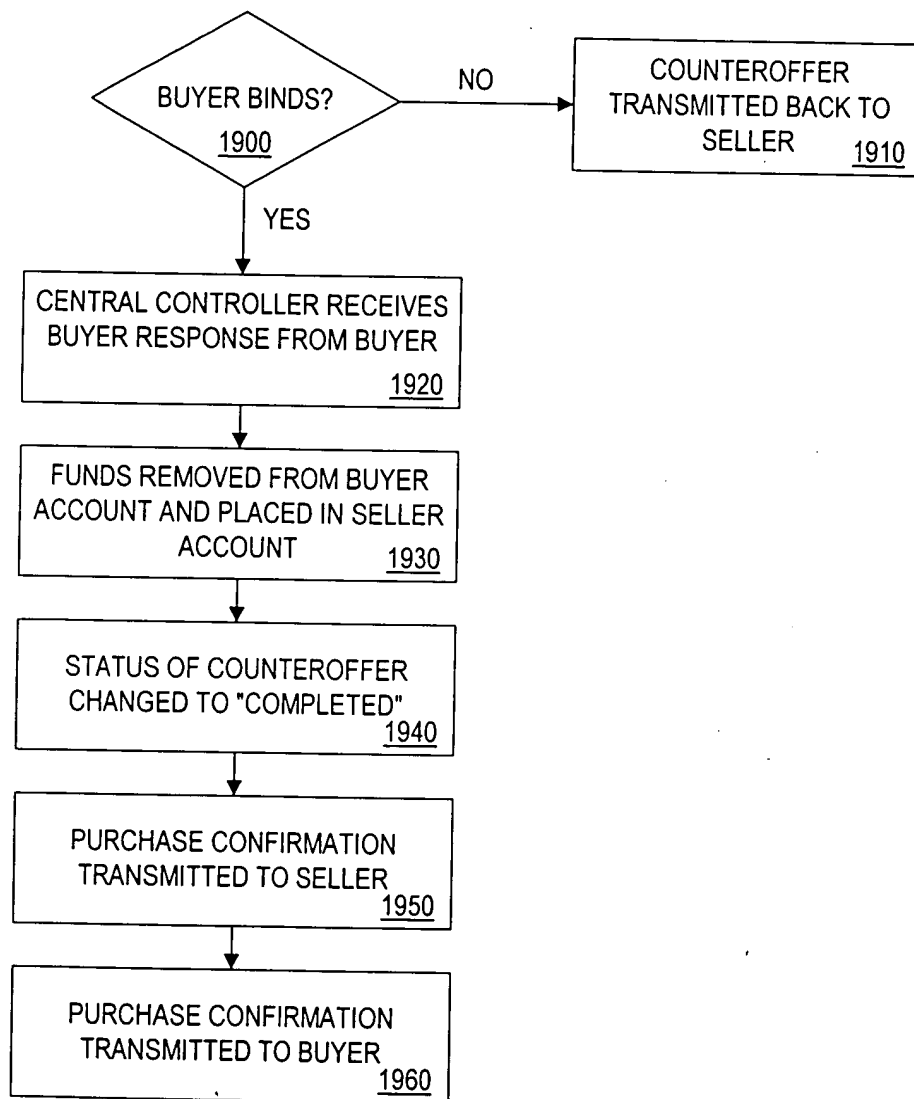 BUYER BINDS?
1900
NO
COUNTEROFFER
TRANSMITTED BACK TO
SELLER
1910
YES
CENTRAL CONTROLLER RECEIVES
BUYER RESPONSE FROM BUYER
1920
FUNDS REMOVED FROM BUYER
ACCOUNT AND PLACED IN SELLER
ACCOUNT
1930
STATUS OF COUNTEROFFER
CHANGED TO "COMPLETED"
1940
PURCHASE CONFIRMATION
TRANSMITTED TO SELLER
1950
PURCHASE CONFIRMATION
TRANSMITTED TO BUYER
1960